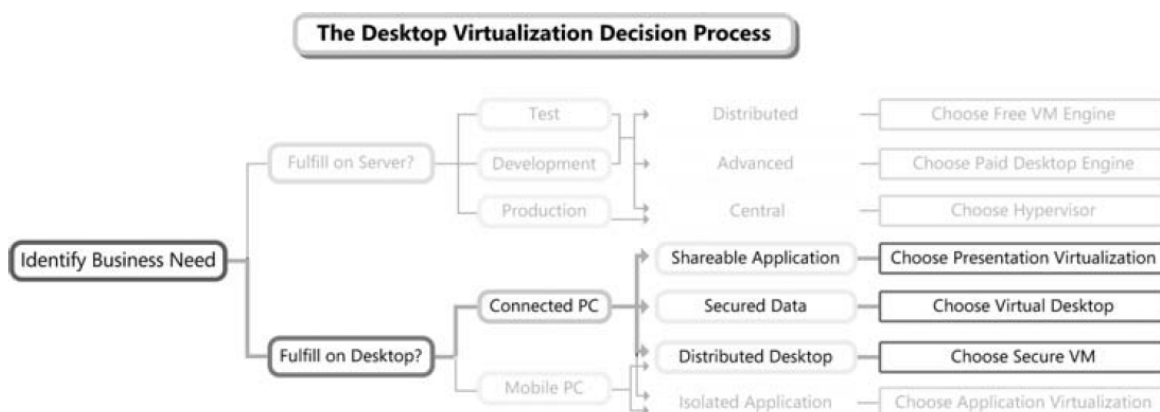 The Desktop Virtualization Decision Process
Test
Distributed
Choose Free VM Engine
Fulfill on Server?
Development
Advanced
Choose Paid Desktop Engine
Production
Central
Choose Hypervisor
Identify Business Need
Shareable Application
Choose Presentation Virtualization
Connected PC
Secured Data
Choose Virtual Desktop
Fulfill on Desktop?
Distributed Desktop
Choose Secure VM
Mobile PC
Isolated Application
Choose Application Virtualization